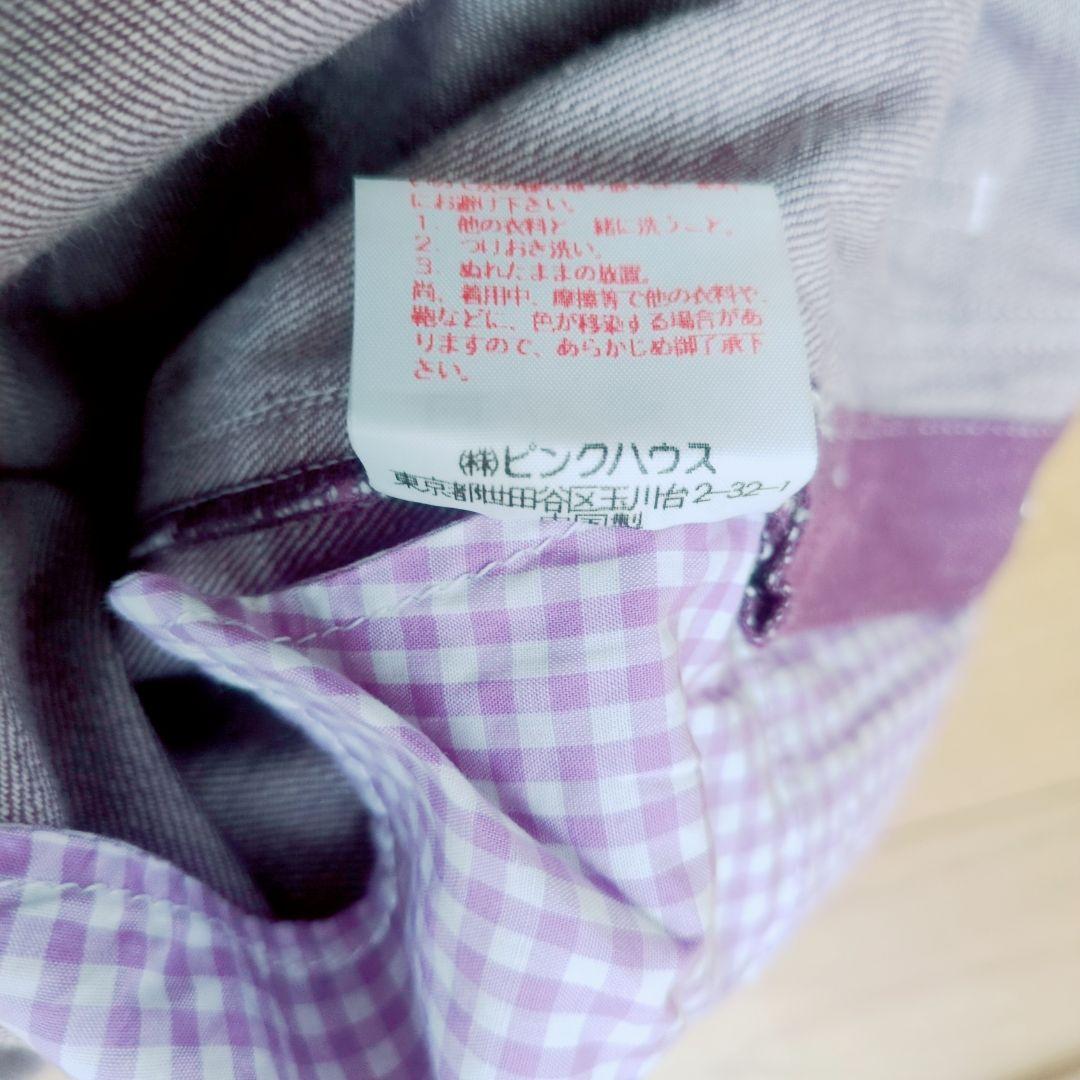 にお避け下さい。
1. 他の衣料と一緒に洗うこと。
2. つけおき洗い。
3. ぬれたままの放置。
尚、着用中、摩擦等で他の衣料や、
鞄などに、色が移染する場合があ
りますので、あらかじめ御了承下
さい。
㈱ピンクハウス
東京都世田谷区玉川台2-32-1
中国製